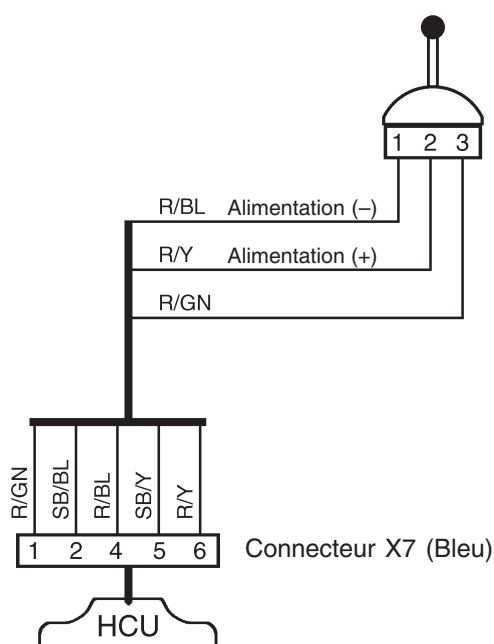 1 2 3
R/BL Alimentation (–)
R/Y Alimentation (+)
R/GN
R/GN SB/BL R/BL SB/Y R/Y
1 2 4 5 6
Connecteur X7 (Bleu)
HCU